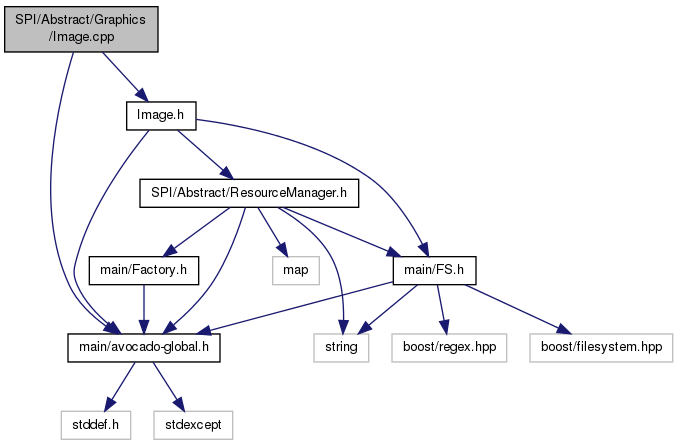 SPI/Abstract/Graphics
/Image.cpp
Image.h
SPI/Abstract/ResourceManager.h
main/Factory.h
map
main/FS.h
main/avocado-global.h
string
boost/regex.hpp
boost/filesystem.hpp
stddef.h
stdexcept